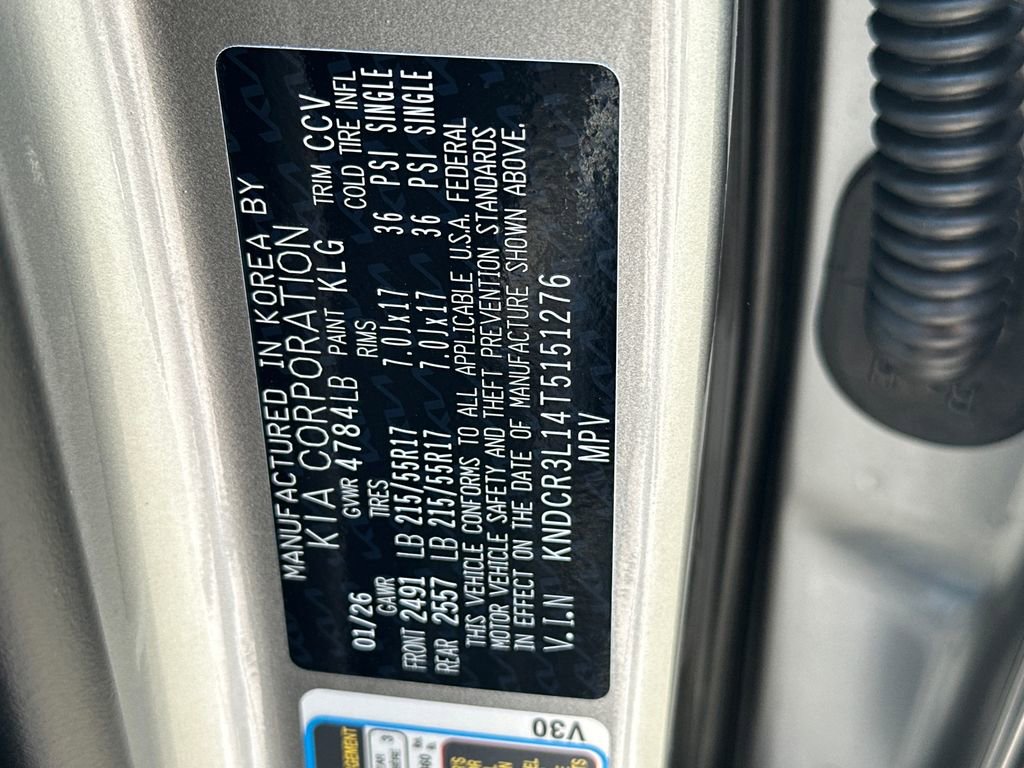 MANUFACTURED IN KOREA BY
KIA CORPORATION
01/26 GVWR 4784LB PAINT KLG TRIM CCV
GAWR TIRES RIMS COLD TIRE INFL
FRONT 2491 LB 215/55R17 7.0Jx17 36 PSI SINGLE
REAR 2557 LB 215/55R17 7.0Jx17 36 PSI SINGLE
THIS VEHICLE CONFORMS TO ALL APPLICABLE U.S.A. FEDERAL
MOTOR VEHICLE SAFETY AND THEFT PREVENTION STANDARDS
IN EFFECT ON THE DATE OF MANUFACTURE SHOWN ABOVE.
V.I.N KNDCR3L14T5151276
MPV
V30